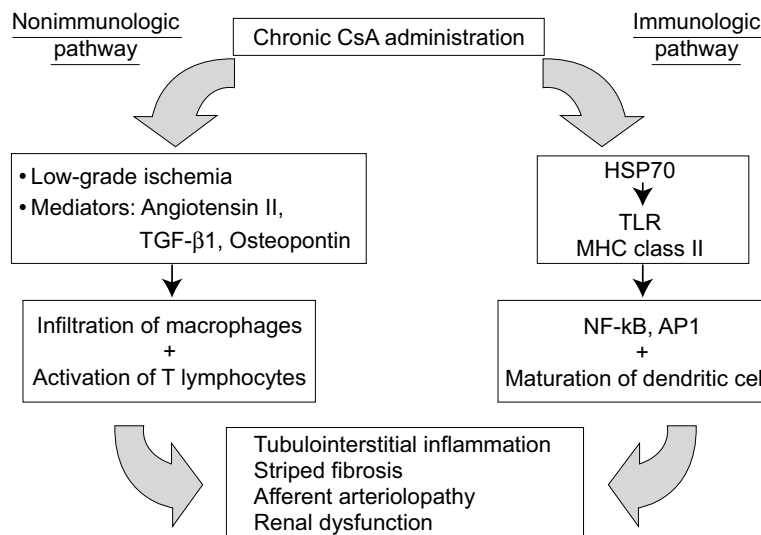 Nonimmunologic
pathway
Chronic CsA administration
Immunologic
pathway
• Low-grade ischemia
• Mediators: Angiotensin II,
TGF-β1, Osteopontin
HSP70
TLR
MHC class II
Infiltration of macrophages
+
Activation of T lymphocytes
NF-kB, AP1
+
Maturation of dendritic cel
Tubulointerstitial inflammation
Striped fibrosis
Afferent arteriolopathy
Renal dysfunction